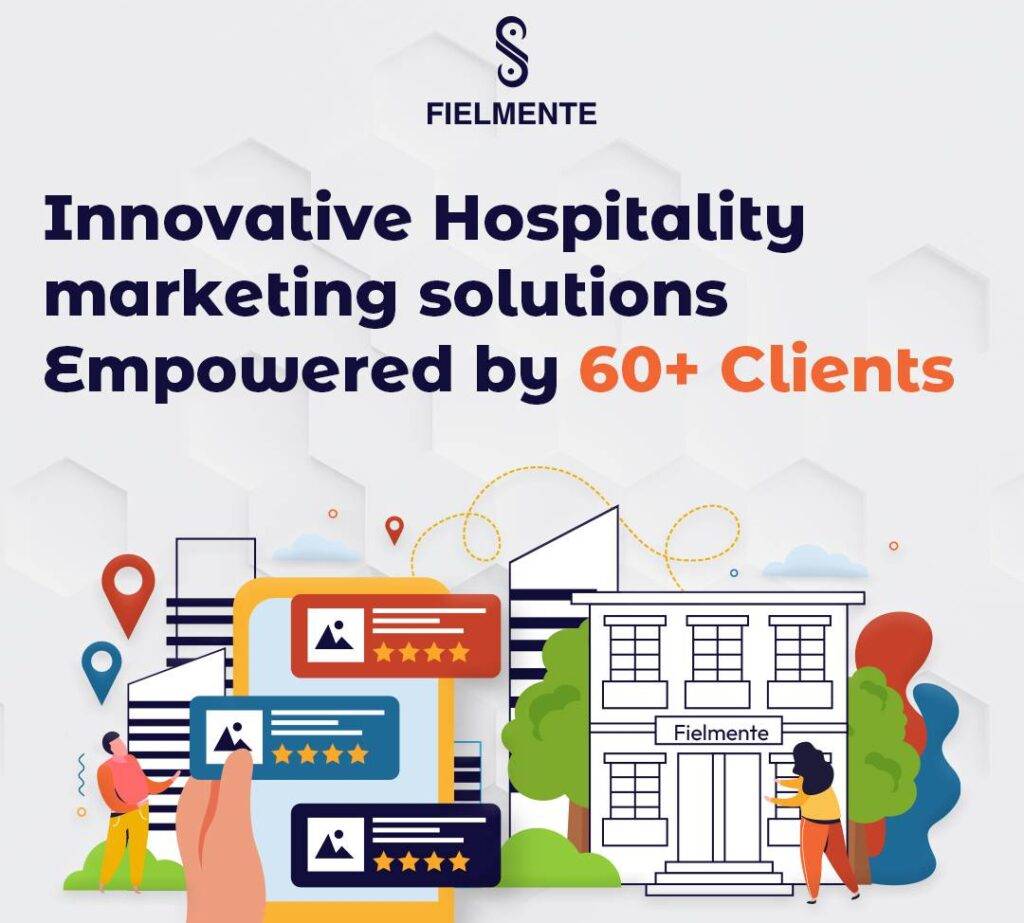 FIELMENTE
Innovative Hospitality
marketing solutions
Empowered by 60+ Clients
Fielmente